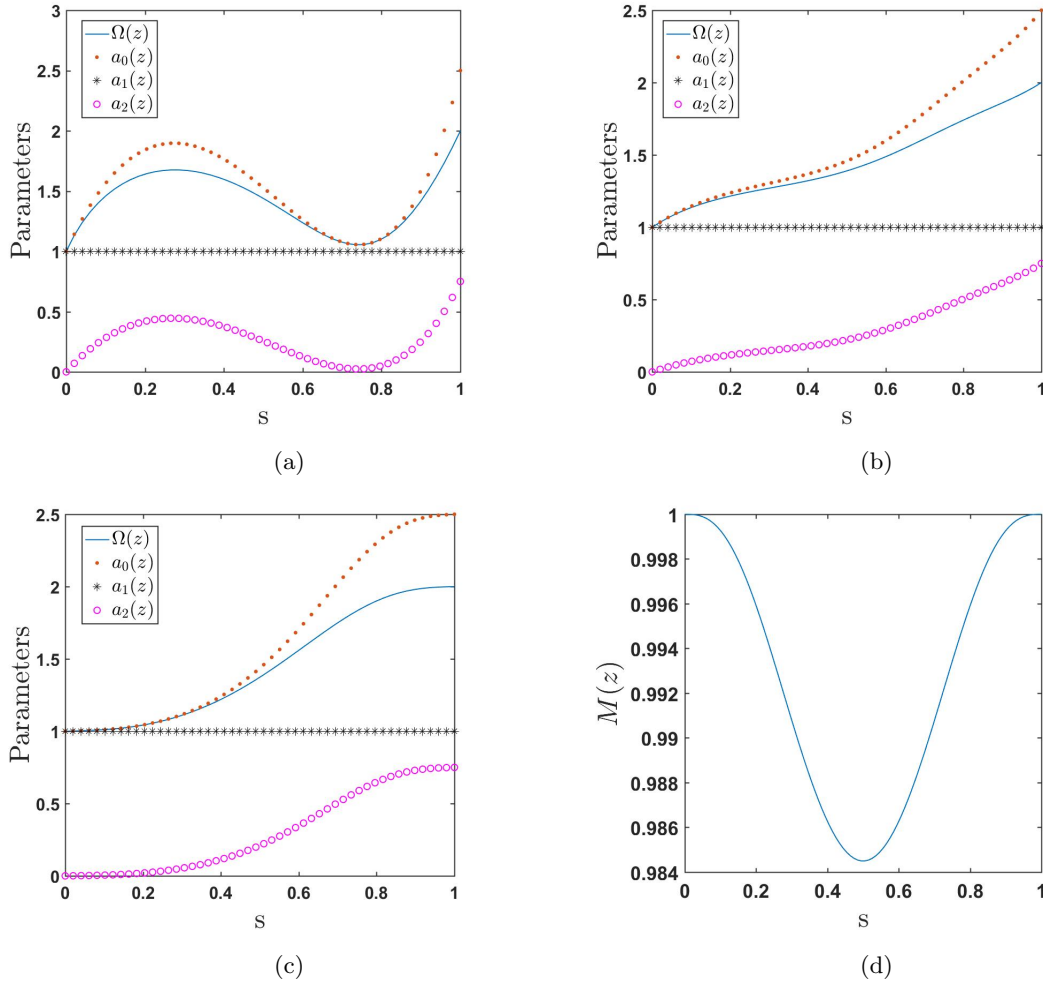 3
2.5
2
1.5
1
0.5
0
Parameters
Ω(z)
a₀(z)
a₁(z)
a₂(z)
0 0.2 0.4 0.6 0.8 1
s
(a)
2.5
2
1.5
1
0.5
0
Parameters
Ω(z)
a₀(z)
a₁(z)
a₂(z)
0 0.2 0.4 0.6 0.8 1
s
(b)
2.5
2
1.5
1
0.5
0
Parameters
Ω(z)
a₀(z)
a₁(z)
a₂(z)
0 0.2 0.4 0.6 0.8 1
s
(c)
1
0.998
0.996
0.994
0.992
0.99
0.988
0.986
0.984
M(z)
0 0.2 0.4 0.6 0.8 1
s
(d)